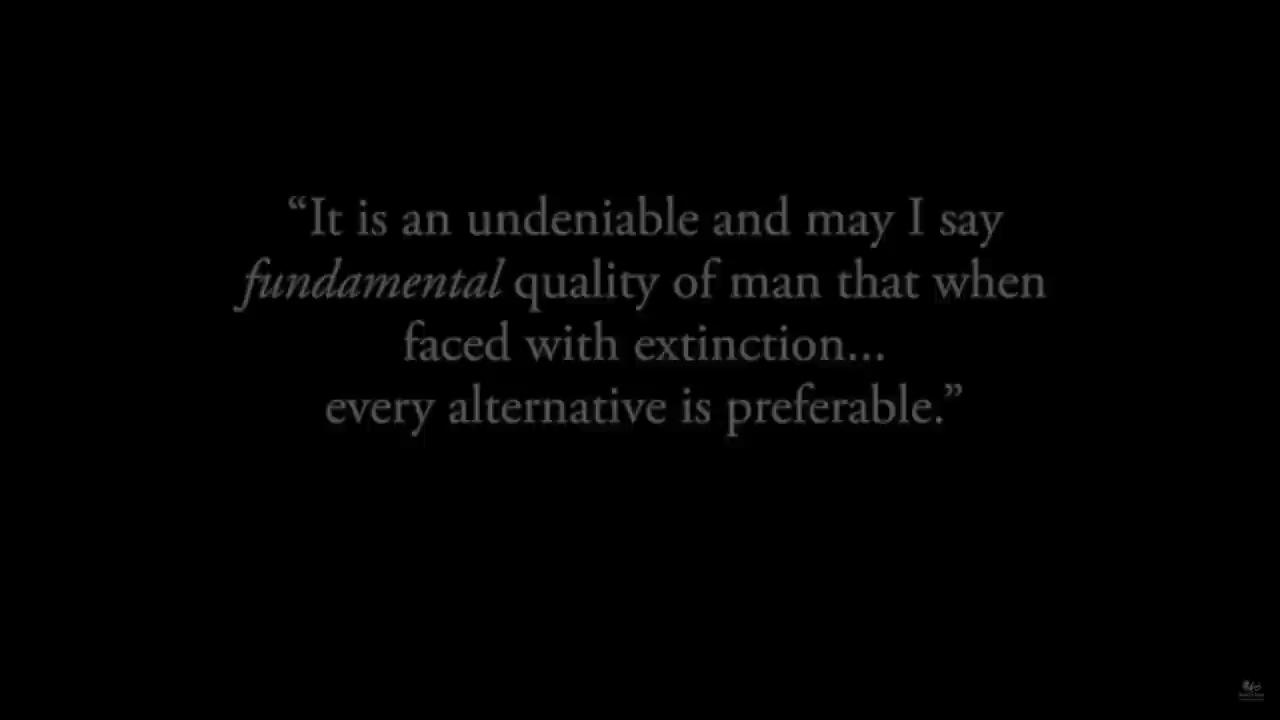 “It is an undeniable and may I say
fundamental quality of man that when
faced with extinction...
every alternative is preferable.”